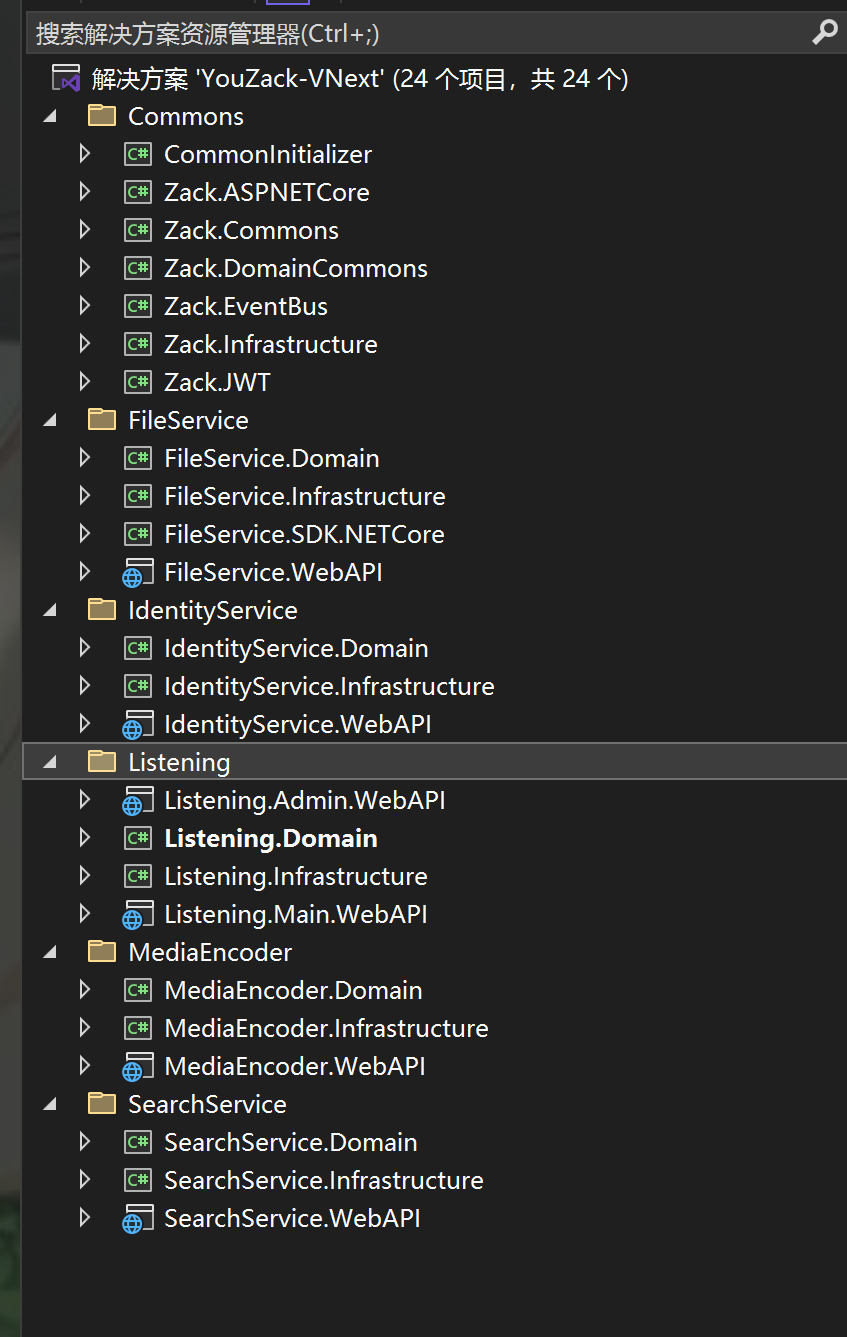 搜索解决方案资源管理器(Ctrl+;)
解决方案 'YouZack-VNext' (24 个项目，共 24 个)
Commons
C# CommonInitializer
C# Zack.ASPNETCore
C# Zack.Commons
C# Zack.DomainCommons
C# Zack.EventBus
C# Zack.Infrastructure
C# Zack.JWT
FileService
C# FileService.Domain
C# FileService.Infrastructure
C# FileService.SDK.NETCore
FileService.WebAPI
IdentityService
C# IdentityService.Domain
C# IdentityService.Infrastructure
IdentityService.WebAPI
Listening
Listening.Admin.WebAPI
C# Listening.Domain
C# Listening.Infrastructure
Listening.Main.WebAPI
MediaEncoder
C# MediaEncoder.Domain
C# MediaEncoder.Infrastructure
MediaEncoder.WebAPI
SearchService
C# SearchService.Domain
C# SearchService.Infrastructure
SearchService.WebAPI